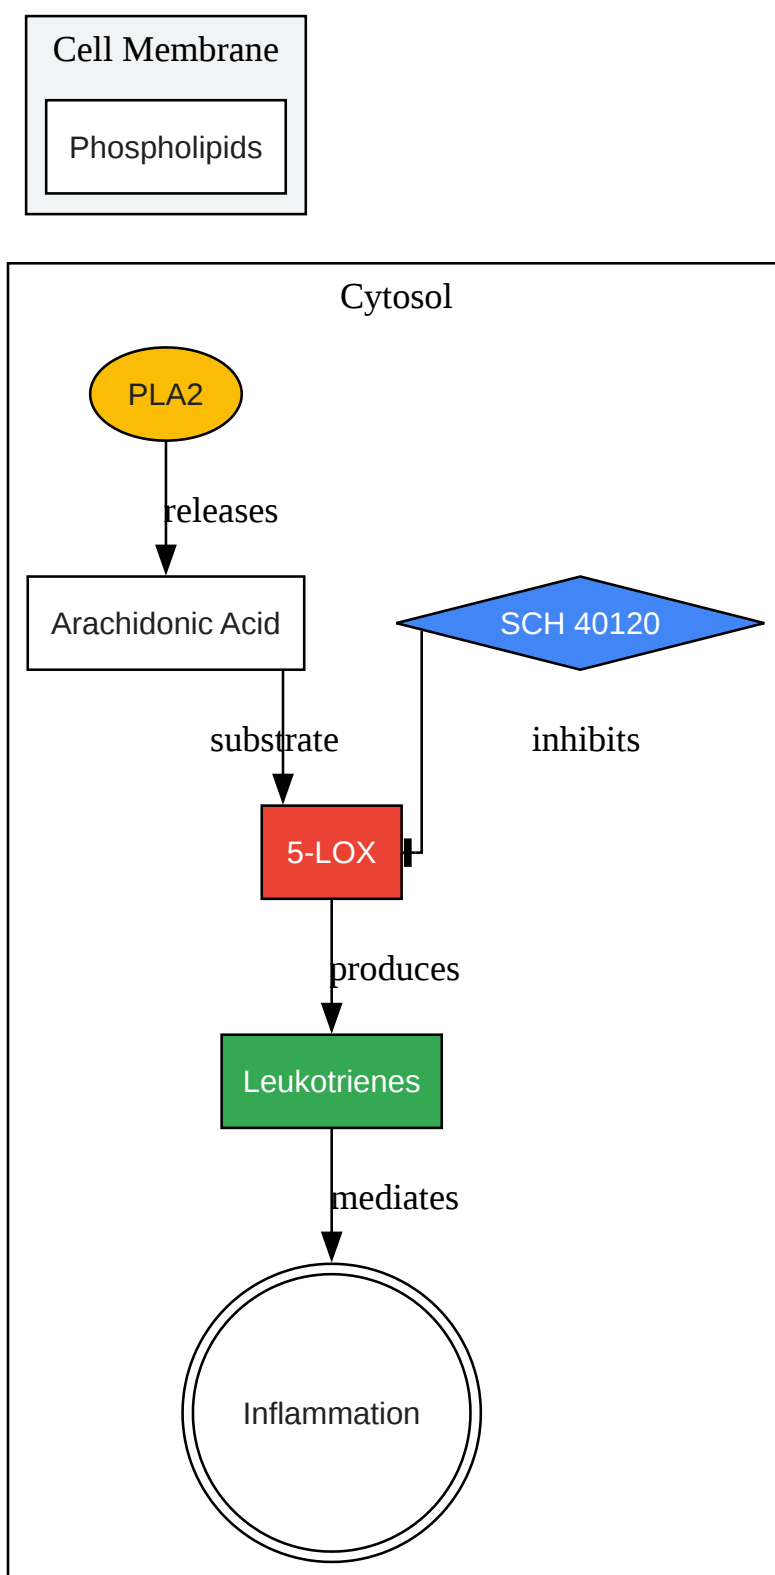 Cell Membrane
Phospholipids
Cytosol
PLA2
releases
Arachidonic Acid
SCH 40120
substrate
inhibits
5-LOX
produces
Leukotrienes
mediates
Inflammation